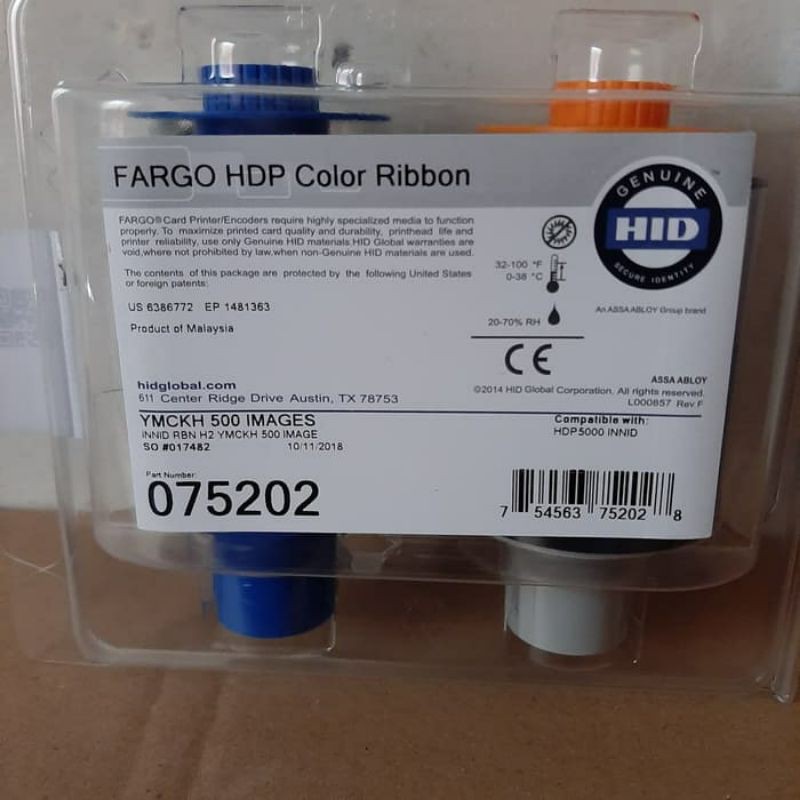 FARGO HDP Color Ribbon
GENUINE
HID
SECURE IDENTITY
An ASSA ABLOY Group brand
FARGO® Card Printer/Encoders require highly specialized media to function
properly. To maximize printed card quality and durability, printhead life and
printer reliability, use only Genuine HID materials.HID Global warranties are
void,where not prohibited by law,when non-Genuine HID materials are used.
The contents of this package are protected by the following United States
or foreign patents:
US 6386772 EP 1481363
Product of Malaysia
32-100 °F
0-38 °C
20-70% RH
CE
hidglobal.com
611 Center Ridge Drive Austin, TX 78753
ASSA ABLOY
©2014 HID Global Corporation. All rights reserved.
L000857 Rev F
YMCKH 500 IMAGES
INNID RBN H2 YMCKH 500 IMAGE
SO #017482 10/11/2018
Compatible with:
HDP5000 INNID
Part Number:
075202
7 54563 75202 8